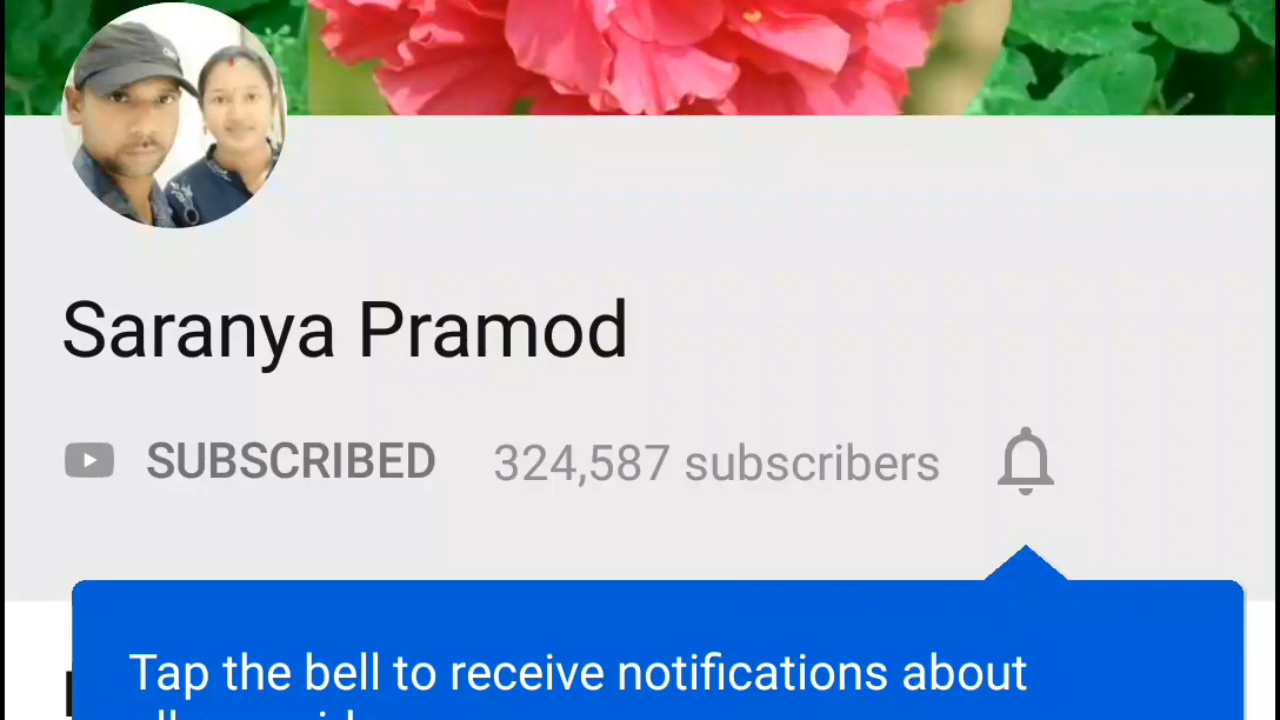 Saranya Pramod
SUBSCRIBED 324,587 subscribers
Tap the bell to receive notifications about